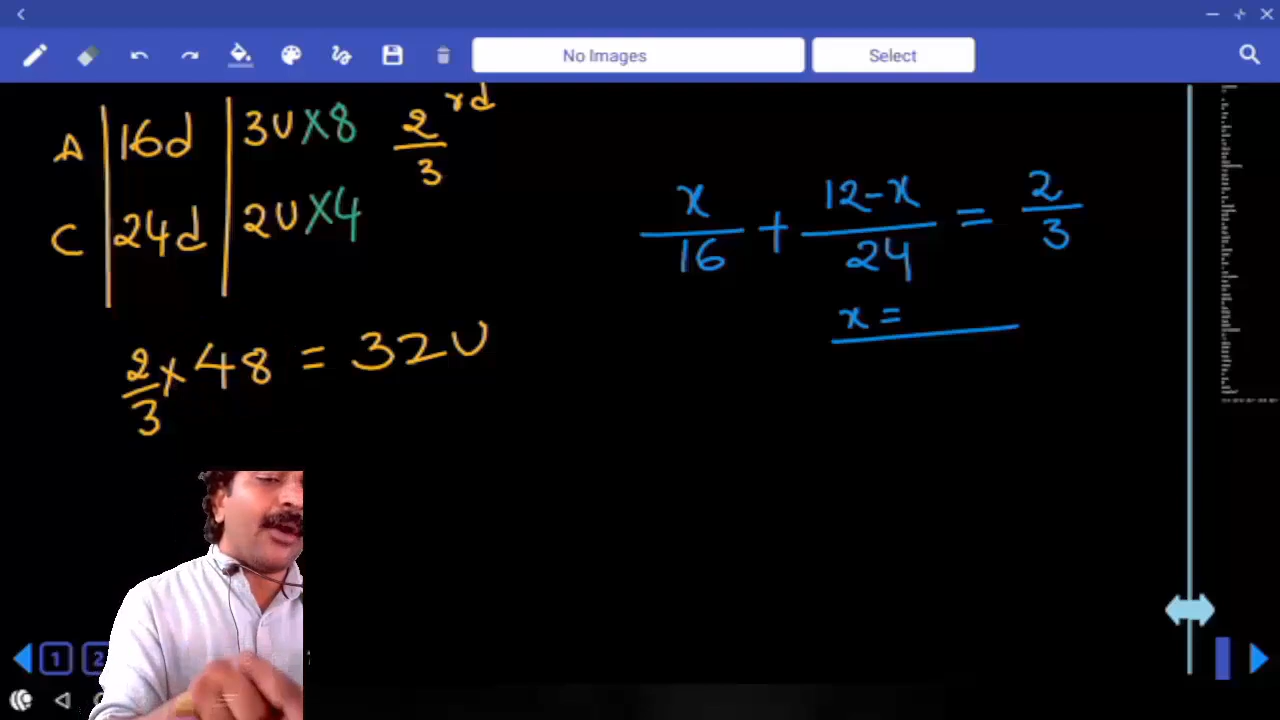 No Images
Select
A | 16d | 3U X8 2/3 rd
C | 24d | 2U X4
2/3 x 48 = 32U
x/16 + 12-x/24 = 2/3
x =
1 2